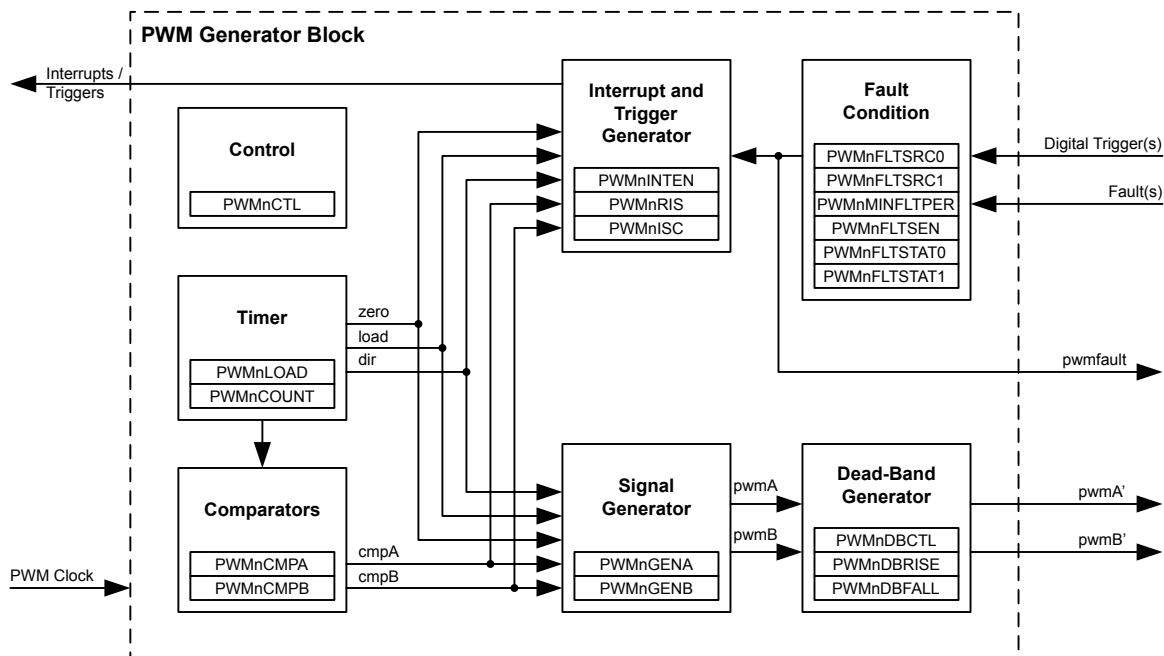 PWM Generator Block
Interrupts /
Triggers
Control
PWMnCTL
Interrupt and
Trigger
Generator
PWMnINTEN
PWMnRIS
PWMnISC
Fault
Condition
PWMnFLTSRC0
PWMnFLTSRC1
PWMnMINFLTPER
PWMnFLTSEN
PWMnFLTSTAT0
PWMnFLTSTAT1
Digital Trigger(s)
Fault(s)
Timer
PWMnLOAD
PWMnCOUNT
zero
load
dir
pwmfault
Comparators
PWMnCMPA
PWMnCMPB
cmpA
cmpB
PWM Clock
Signal
Generator
PWMnGENA
PWMnGENB
pwmA
pwmB
Dead-Band
Generator
PWMnDBCTL
PWMnDBRISE
PWMnDBFALL
pwmA’
pwmB’